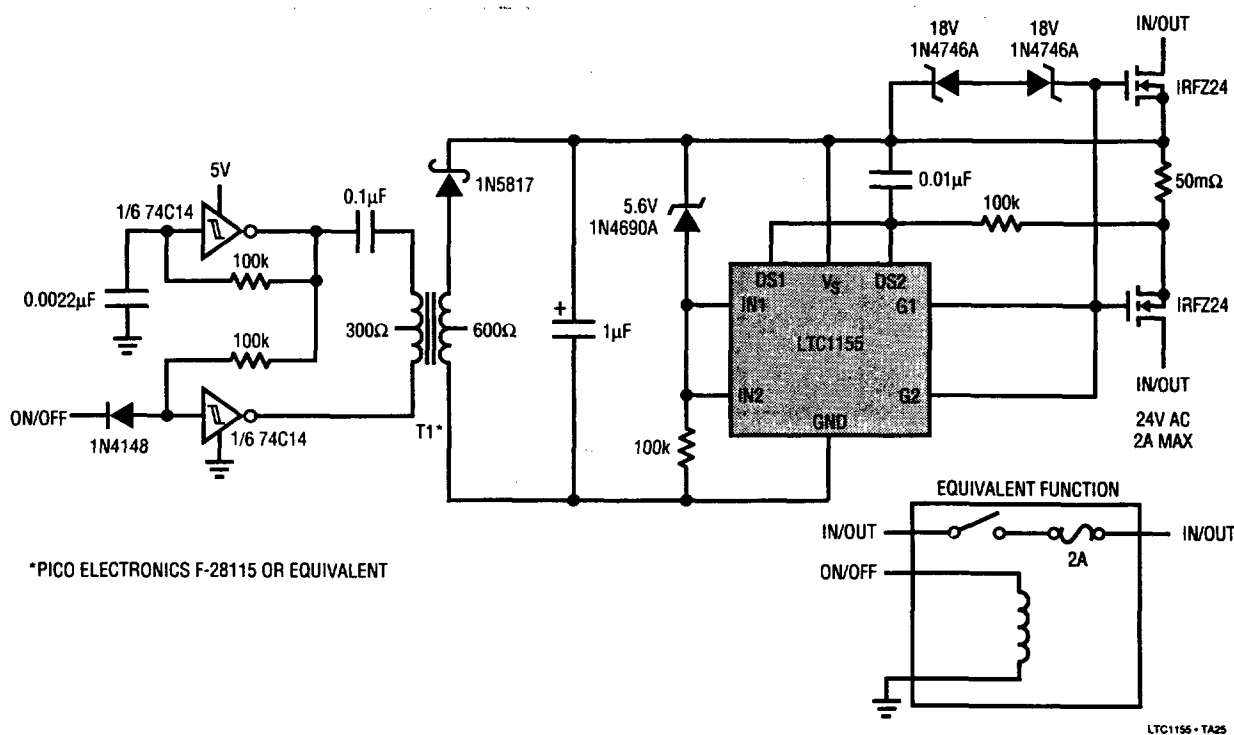 IN/OUT
18V
1N4746A
18V
1N4746A
IRFZ24
5V
1/6 74C14
0.1µF
1N5817
5.6V
1N4690A
0.01µF
100k
50mΩ
100k
0.0022µF
300Ω
600Ω
+
1µF
DS1
VS
DS2
IN1
G1
LTC1155
IRFZ24
100k
IN2
G2
GND
IN/OUT
24V AC
2A MAX
ON/OFF
1N4148
1/6 74C14
T1*
100k
EQUIVALENT FUNCTION
IN/OUT
2A
IN/OUT
ON/OFF
*PICO ELECTRONICS F-28115 OR EQUIVALENT
LTC1155 • TA25